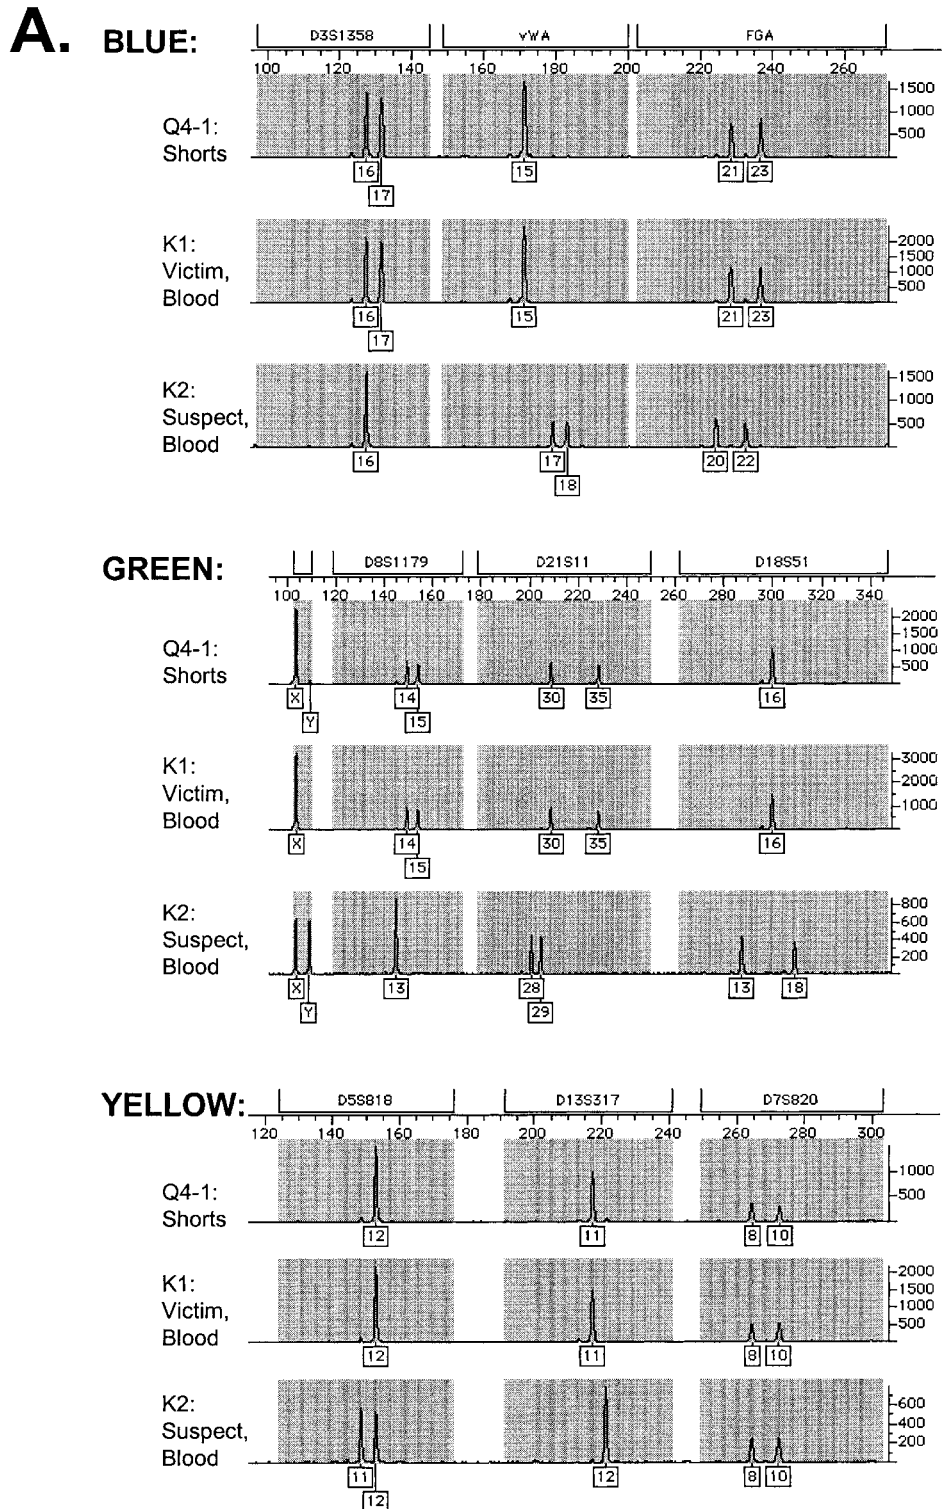 A.
BLUE:
D3S1358 vWA FGA
100 120 140 160 180 200 220 240 260
Q4-1:
Shorts
1500
1000
500
16 15 21 23
17
K1:
Victim,
Blood
2000
1500
1000
500
16 15 21 23
17
K2:
Suspect,
Blood
1500
1000
500
16 17 20 22
18
GREEN:
D8S1179 D21S11 D18S51
100 120 140 160 180 200 220 240 260 280 300 320 340
Q4-1:
Shorts
2000
1500
1000
500
X 14 30 35 16
Y 15
K1:
Victim,
Blood
3000
2000
1000
X 14 30 35 16
15
K2:
Suspect,
Blood
800
600
400
200
X 13 28 13 18
Y 29
YELLOW:
D5S818 D13S317 D7S820
120 140 160 180 200 220 240 260 280 300
Q4-1:
Shorts
1000
500
12 11 8 10
K1:
Victim,
Blood
2000
1500
1000
500
12 11 8 10
K2:
Suspect,
Blood
600
400
200
11 12 8 10
12